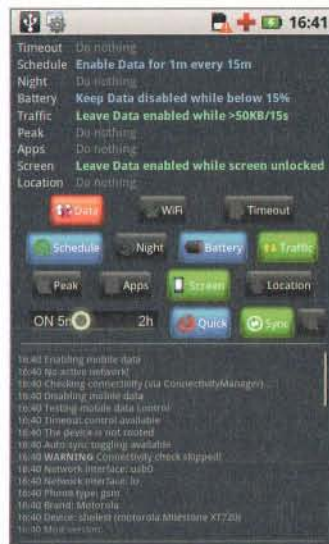 16:41
Timeout Do nothing
Schedule Enable Data for 1m every 15m
Night Do nothing
Battery Keep Data disabled while below 15%
Traffic Leave Data enabled while >50KB/15s
Peak Do nothing
Apps Do nothing
Screen Leave Data enabled while screen unlocked
Location Do nothing
Data WiFi Timeout
Schedule Night Battery Traffic
Peak Apps Screen Location
ON 5m 2h Quick Sync
16:40 Enabling mobile data
16:40 No active network!
16:40 Checking connectivity (via ConnectivityManager)...
16:40 Disabling mobile data
16:40 Testing mobile data control
16:40 Timeout control available
16:40 The device is not rooted
16:40 Auto-sync toggling available
16:40 WARNING Connectivity check skipped!
16:40 Network interface: usb0
16:40 Network interface: lo
16:40 Phone type: gsm
16:40 Brand: Motorola
16:40 Device: sholest (motorola Milestone XT720)
16:40 Mod version: